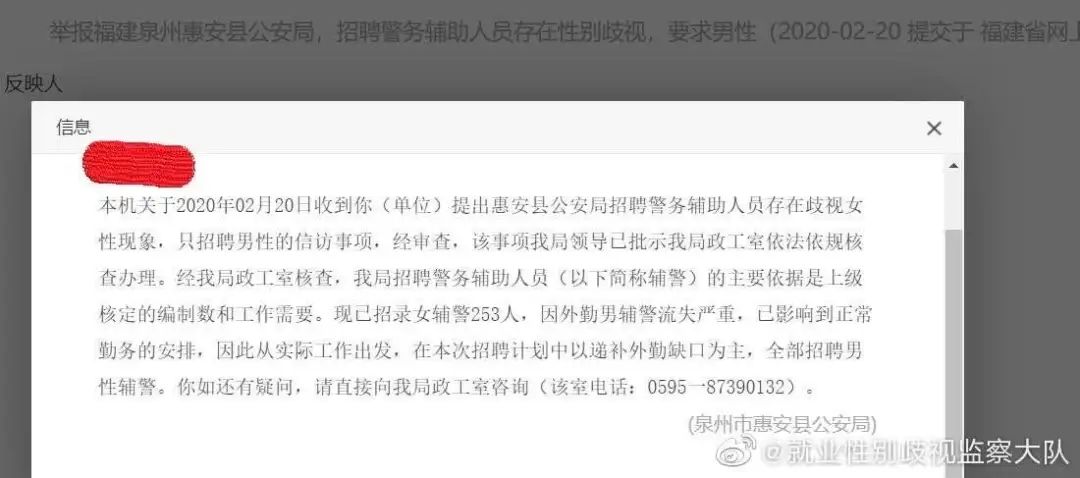 举报福建泉州惠安县公安局，招聘警务辅助人员存在性别歧视，要求男性（2020-02-20 提交于 福建省网上
反映人
信息
本机关于2020年02月20日收到你（单位）提出惠安县公安局招聘警务辅助人员存在歧视女
性现象，只招聘男性的信访事项，经审查，该事项我局领导已批示我局政工室依法依规核
查办理。经我局政工室核查，我局招聘警务辅助人员（以下简称辅警）的主要依据是上级
核定的编制数和工作需要。现已招录女辅警253人，因外勤男辅警流失严重，已影响到正常
勤务的安排，因此从实际工作出发，在本次招聘计划中以递补外勤缺口为主，全部招聘男
性辅警。你如还有疑问，请直接向我局政工室咨询（该室电话：0595一87390132）。
(泉州市惠安县公安局)
@就业性别歧视监察大队